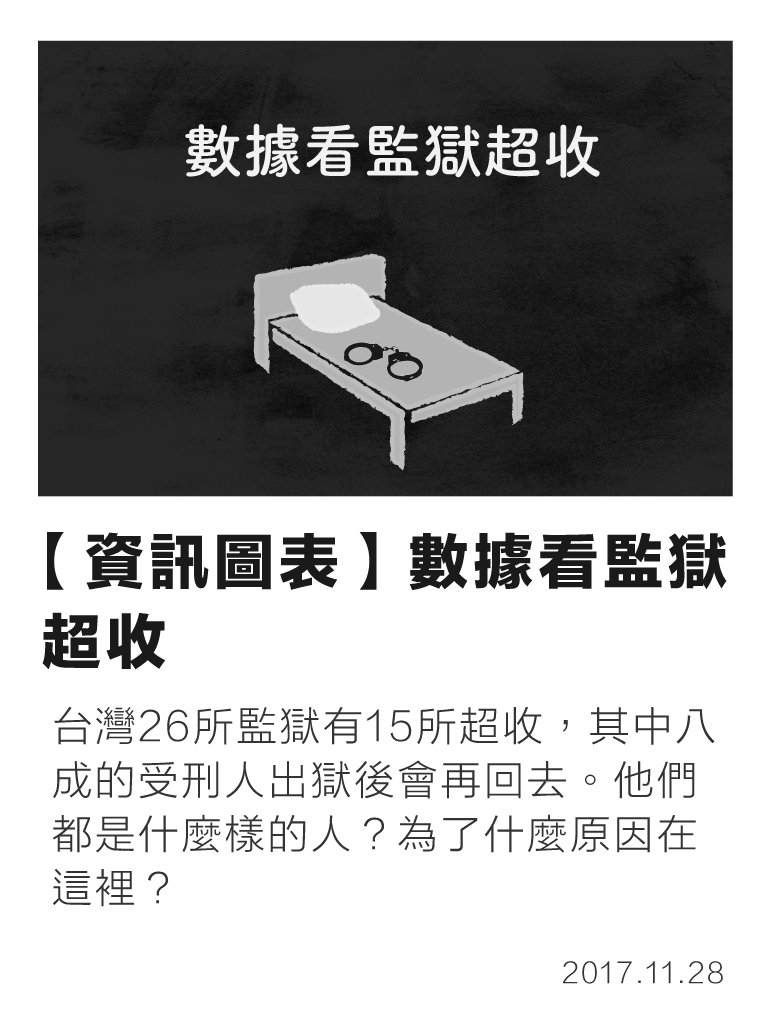 數據看監獄超收
【資訊圖表】數據看監獄
超收
台灣26所監獄有15所超收，其中八
成的受刑人出獄後會再回去。他們
都是什麼樣的人？為了什麼原因在
這裡？
2017.11.28